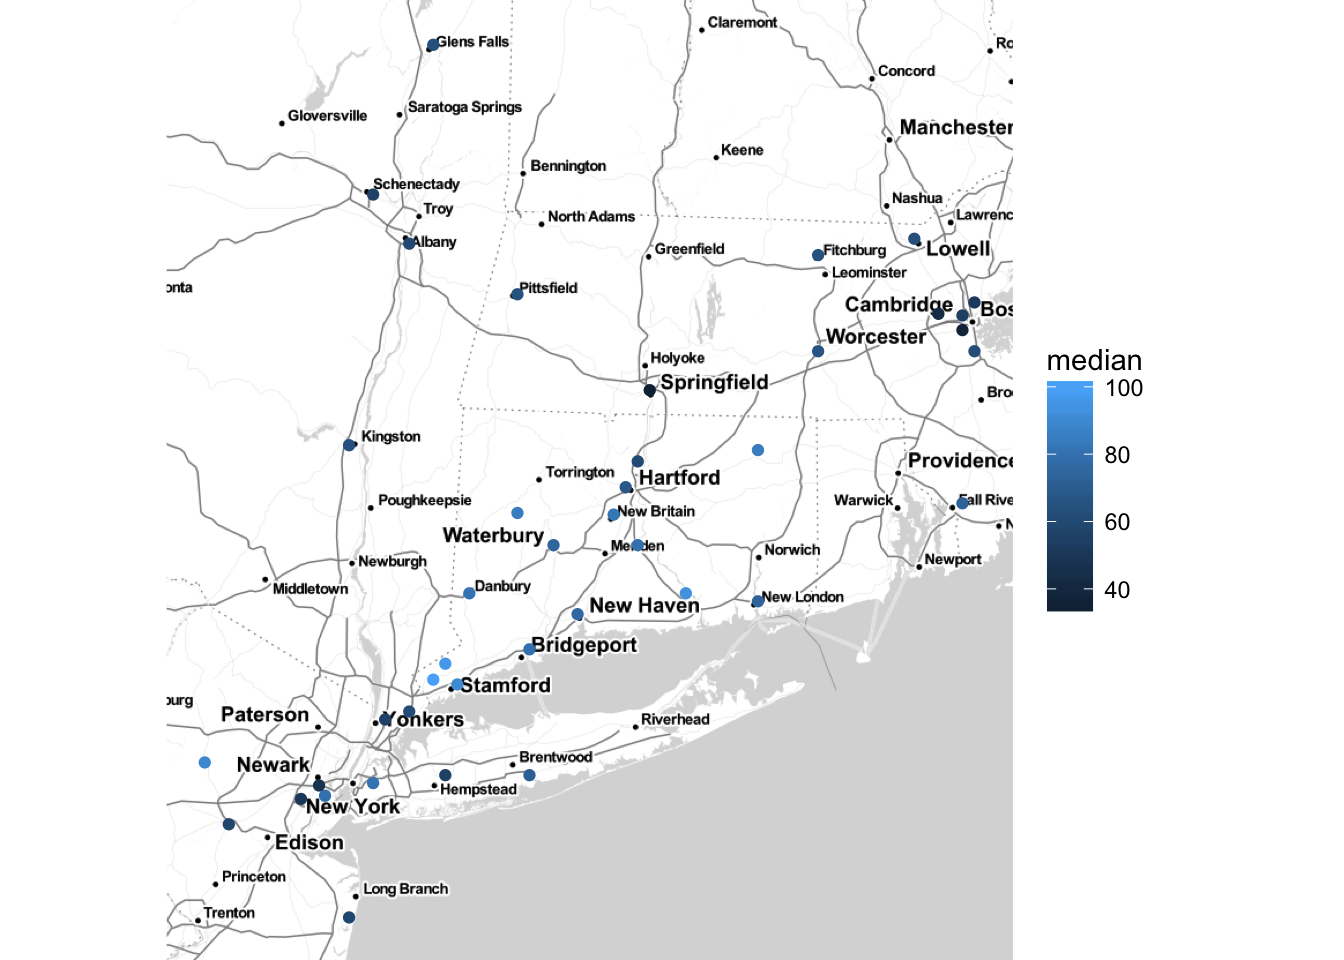 Claremont
Glens Falls
Ro
Concord
Saratoga Springs
Gloversville
Manchester
Keene
Bennington
Schenectady
Nashua
Troy
North Adams
Lawrenc
Albany
Greenfield
Fitchburg
Lowell
Leominster
onta
Pittsfield
Cambridge
Bos
Worcester
Holyoke
Springfield
Broc
Kingston
Providence
Torrington
Hartford
Poughkeepsie
Warwick
Fall Rive
New Britain
N
Waterbury
Meriden
Norwich
Newburgh
Newport
Middletown
Danbury
New London
New Haven
Bridgeport
Stamford
burg
Paterson
Yonkers
Riverhead
Newark
Brentwood
Hempstead
New York
Edison
Princeton
Long Branch
Trenton
median
100
80
60
40